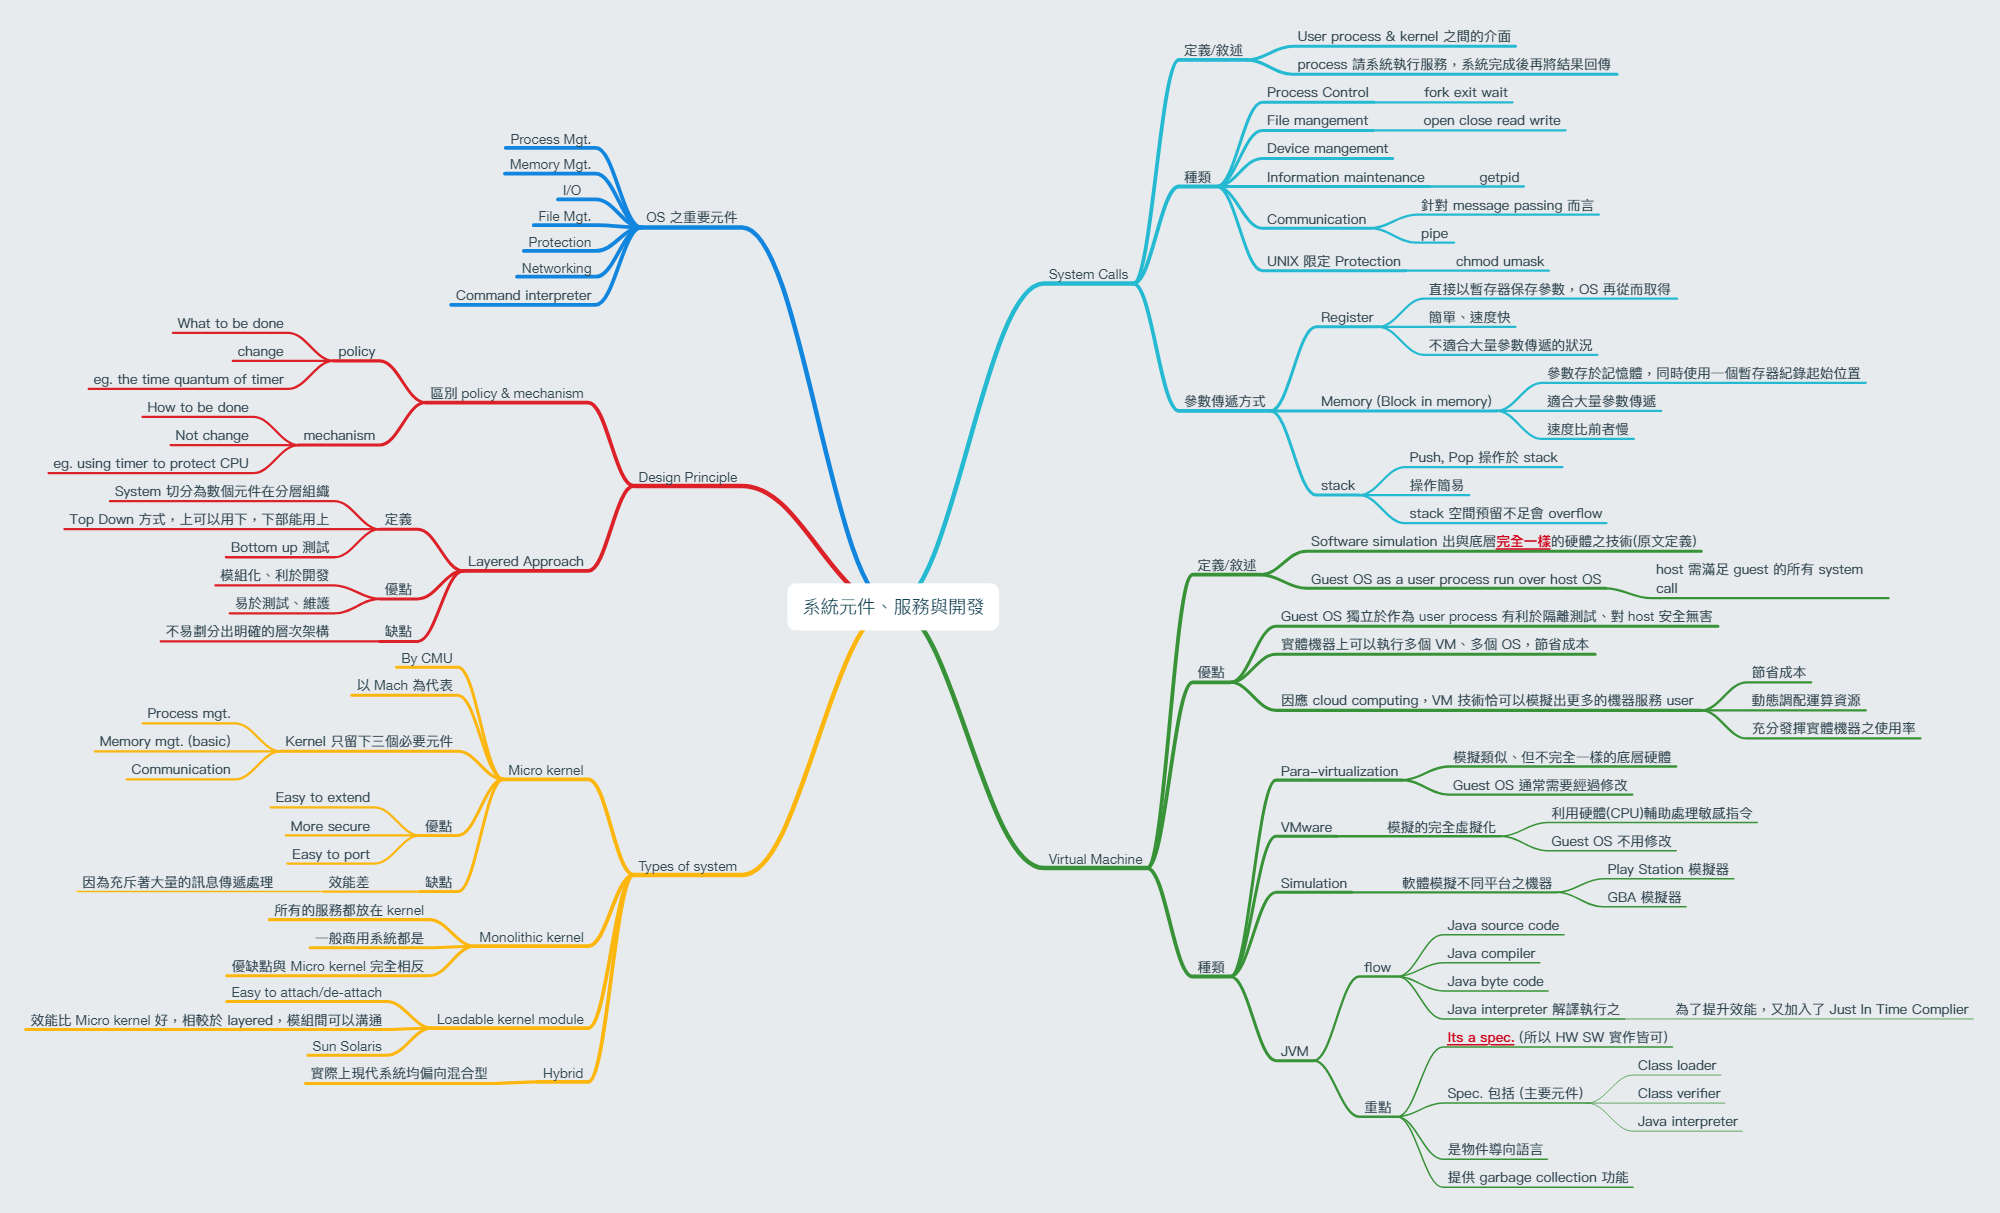 系統元件、服務與開發
OS 之重要元件
Process Mgt.
Memory Mgt.
I/O
File Mgt.
Protection
Networking
Command interpreter
Design Principle
區別 policy & mechanism
policy
What to be done
change
eg. the time quantum of timer
mechanism
How to be done
Not change
eg. using timer to protect CPU
Layered Approach
定義
System 切分為數個元件在分層組織
Top Down 方式，上可以用下，下部能用上
Bottom up 測試
優點
模組化、利於開發
易於測試、維護
缺點
不易劃分出明確的層次架構
Types of system
Micro kernel
By CMU
以 Mach 為代表
Kernel 只留下三個必要元件
Process mgt.
Memory mgt. (basic)
Communication
優點
Easy to extend
More secure
Easy to port
缺點
效能差
因為充斥著大量的訊息傳遞處理
Monolithic kernel
所有的服務都放在 kernel
一般商用系統都是
優缺點與 Micro kernel 完全相反
Loadable kernel module
Easy to attach/de-attach
效能比 Micro kernel 好，相較於 layered，模組間可以溝通
Sun Solaris
Hybrid
實際上現代系統均偏向混合型
System Calls
定義/敘述
User process & kernel 之間的介面
process 請系統執行服務，系統完成後再將結果回傳
種類
Process Control
fork exit wait
File mangement
open close read write
Device mangement
Information maintenance
getpid
Communication
針對 message passing 而言
pipe
UNIX 限定 Protection
chmod umask
參數傳遞方式
Register
直接以暫存器保存參數，OS 再從而取得
簡單、速度快
不適合大量參數傳遞的狀況
Memory (Block in memory)
參數存於記憶體，同時使用一個暫存器紀錄起始位置
適合大量參數傳遞
速度比前者慢
stack
Push, Pop 操作於 stack
操作簡易
stack 空間預留不足會 overflow
Virtual Machine
定義/敘述
Software simulation 出與底層完全一樣的硬體之技術(原文定義)
Guest OS as a user process run over host OS
host 需滿足 guest 的所有 system
call
優點
Guest OS 獨立於作為 user process 有利於隔離測試、對 host 安全無害
實體機器上可以執行多個 VM、多個 OS，節省成本
因應 cloud computing，VM 技術恰可以模擬出更多的機器服務 user
節省成本
動態調配運算資源
充分發揮實體機器之使用率
種類
Para-virtualization
模擬類似、但不完全一樣的底層硬體
Guest OS 通常需要經過修改
VMware
模擬的完全虛擬化
利用硬體(CPU)輔助處理敏感指令
Guest OS 不用修改
Simulation
軟體模擬不同平台之機器
Play Station 模擬器
GBA 模擬器
JVM
flow
Java source code
Java compiler
Java byte code
Java interpreter 解譯執行之
為了提升效能，又加入了 Just In Time Complier
重點
Its a spec. (所以 HW SW 實作皆可)
Spec. 包括 (主要元件)
Class loader
Class verifier
Java interpreter
是物件導向語言
提供 garbage collection 功能